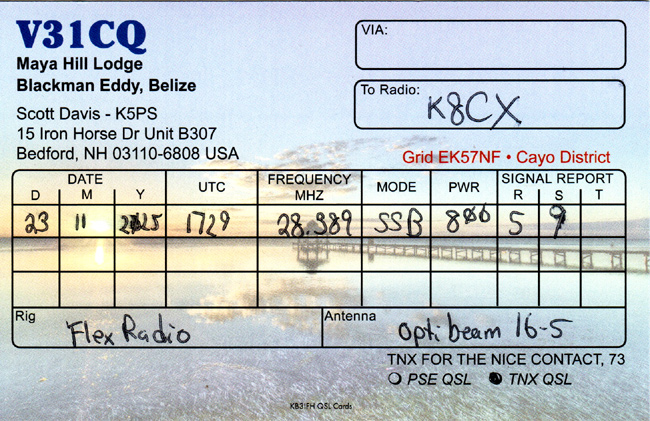 V31CQ
Maya Hill Lodge
Blackman Eddy, Belize
Scott Davis - K5PS
15 Iron Horse Dr Unit B307
Bedford, NH 03110-6808 USA
VIA:
To Radio:
K8CX
Grid EK57NF • Cayo District
DATE UTC FREQUENCY MHZ MODE PWR SIGNAL REPORT
D M Y R S T
23 11 2025 1729 28.389 SSB 800 5 9
Rig Flex Radio Antenna Optibeam 16-5
TNX FOR THE NICE CONTACT, 73
PSE QSL TNX QSL
KB3IFH QSL Cards